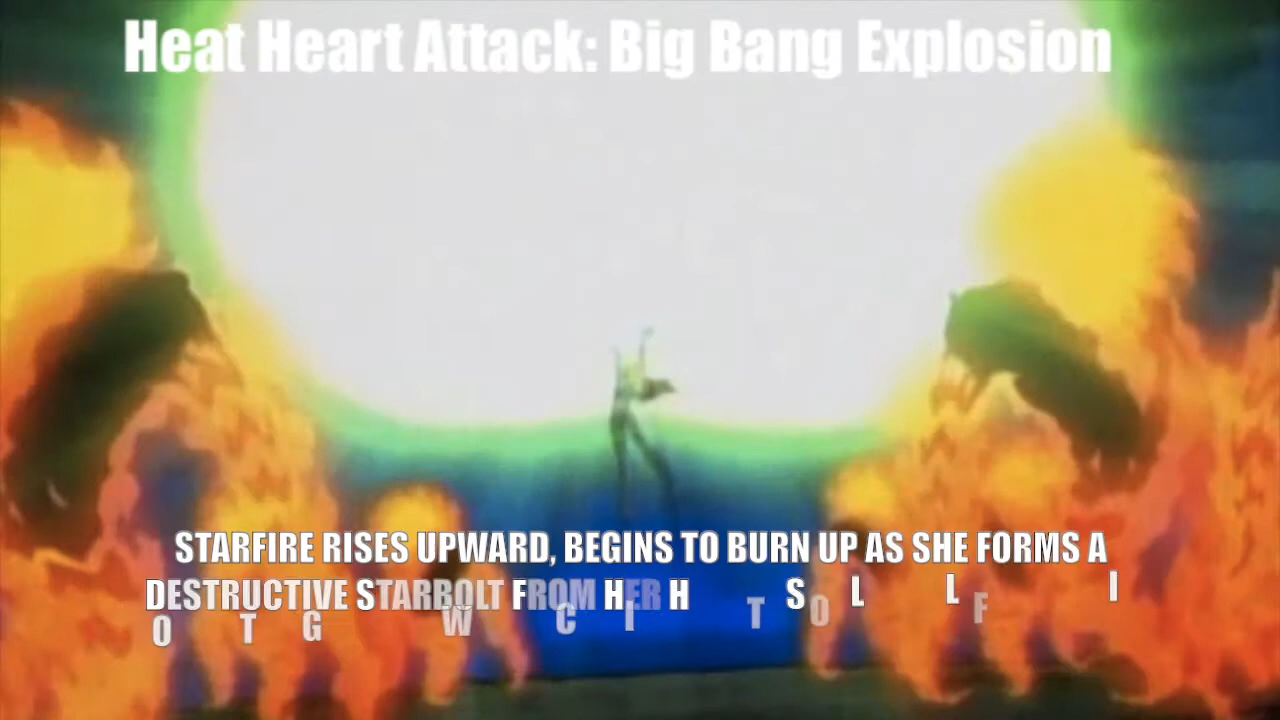 Heat Heart Attack: Big Bang Explosion
STARFIRE RISES UPWARD, BEGINS TO BURN UP AS SHE FORMS A
DESTRUCTIVE STARBOLT FROM HER H S L L I
O T G W C I T O F